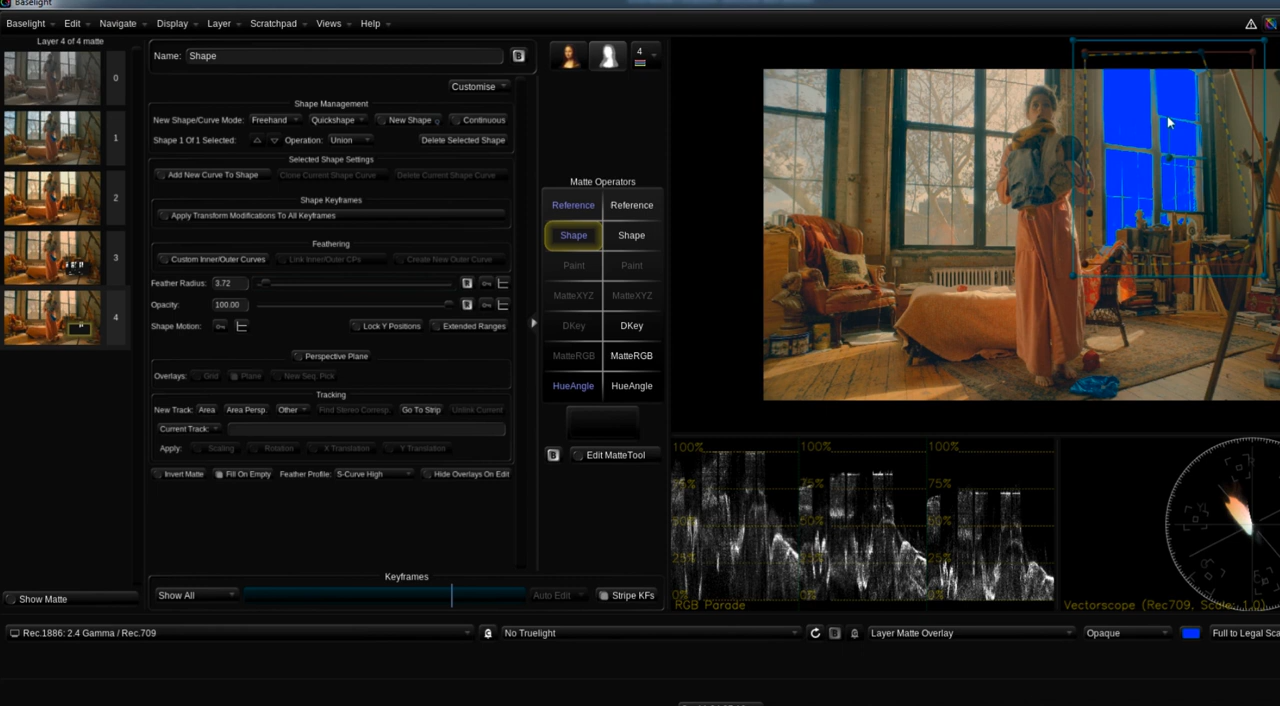 Baselight
Baselight Edit Navigate Display Layer Scratchpad Views Help
Layer 4 of 4 matte
0
1
2
3
4
Show Matte
Name: Shape B
Customise
Shape Management
New Shape/Curve Mode: Freehand Quickshape New Shape Continuous
Shape 1 Of 1 Selected: Operation: Union Delete Selected Shape
Selected Shape Settings
Add New Curve To Shape Clone Current Shape Curve Delete Current Shape Curve
Shape Keyframes
Apply Transform Modifications To All Keyframes
Feathering
Custom Inner/Outer Curves Link Inner/Outer CPs Create New Outer Curve
Feather Radius: 3.72
Opacity: 100.00
Shape Motion: Lock Y Positions Extended Ranges
Perspective Plane
Overlays: Grid Plane New Seq. Pick
Tracking
New Track: Area Area Persp. Other Find Stereo Corresp. Go To Strip Unlink Current
Current Track:
Apply: Scaling Rotation X Translation Y Translation
Invert Matte Fill On Empty Feather Profile: S-Curve High Hide Overlays On Edit
Keyframes
Show All Auto Edit Stripe KFs
4
Matte Operators
Reference Reference
Shape Shape
Paint Paint
MatteXYZ MatteXYZ
DKey DKey
MatteRGB MatteRGB
HueAngle HueAngle
B Edit MatteTool
100% 100% 100%
75% 75% 75%
50% 50% 50%
25% 25% 25%
0% 0% 0%
RGB Parade
Vectorscope (Rec709, Scale: 1.0)
Rec.1886: 2.4 Gamma / Rec.709 No Truelight Layer Matte Overlay Opaque Full to Legal Sca